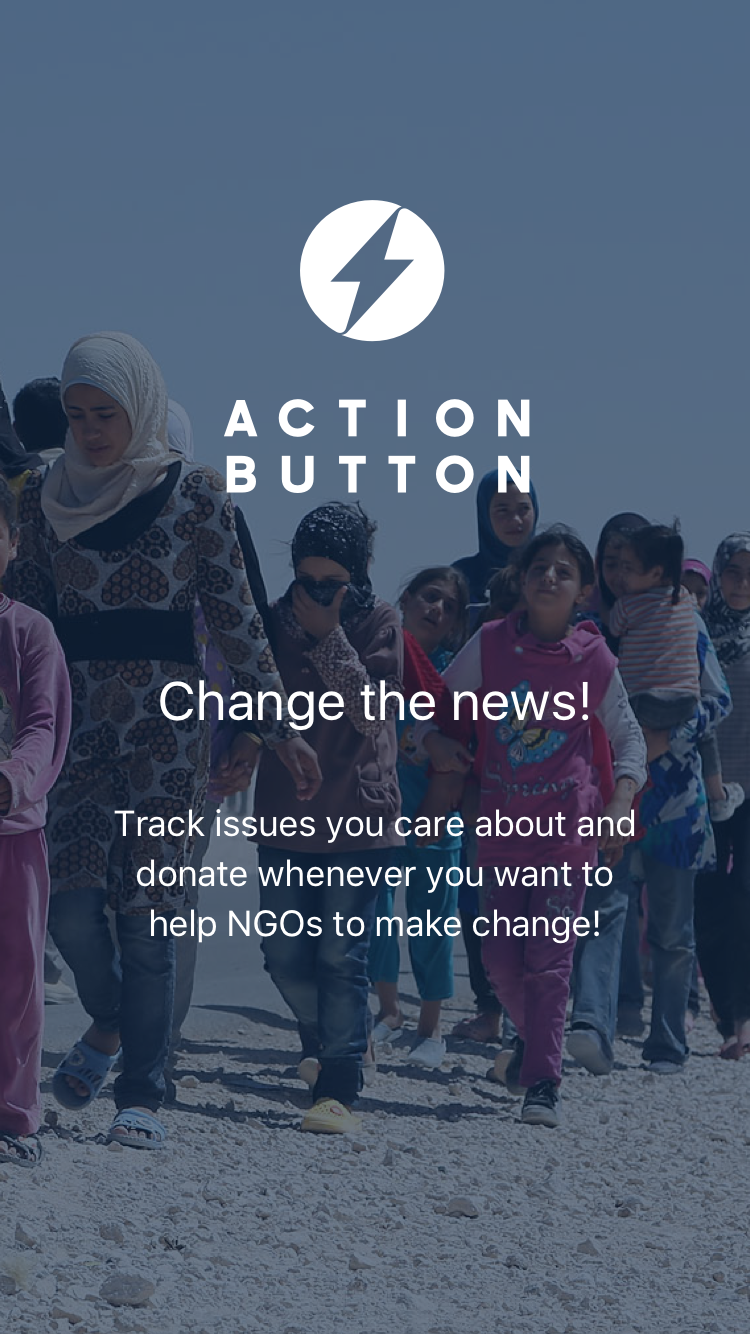 ACTION
BUTTON
Change the news!
Spring
Track issues you care about and
donate whenever you want to
help NGOs to make change!